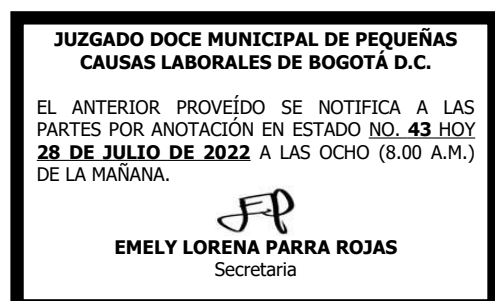 JUZGADO DOCE MUNICIPAL DE PEQUEÑAS
CAUSAS LABORALES DE BOGOTÁ D.C.
EL ANTERIOR PROVEÍDO SE NOTIFICA A LAS
PARTES POR ANOTACIÓN EN ESTADO NO. 43 HOY
28 DE JULIO DE 2022 A LAS OCHO (8.00 A.M.)
DE LA MAÑANA.
EMELY LORENA PARRA ROJAS
Secretaria